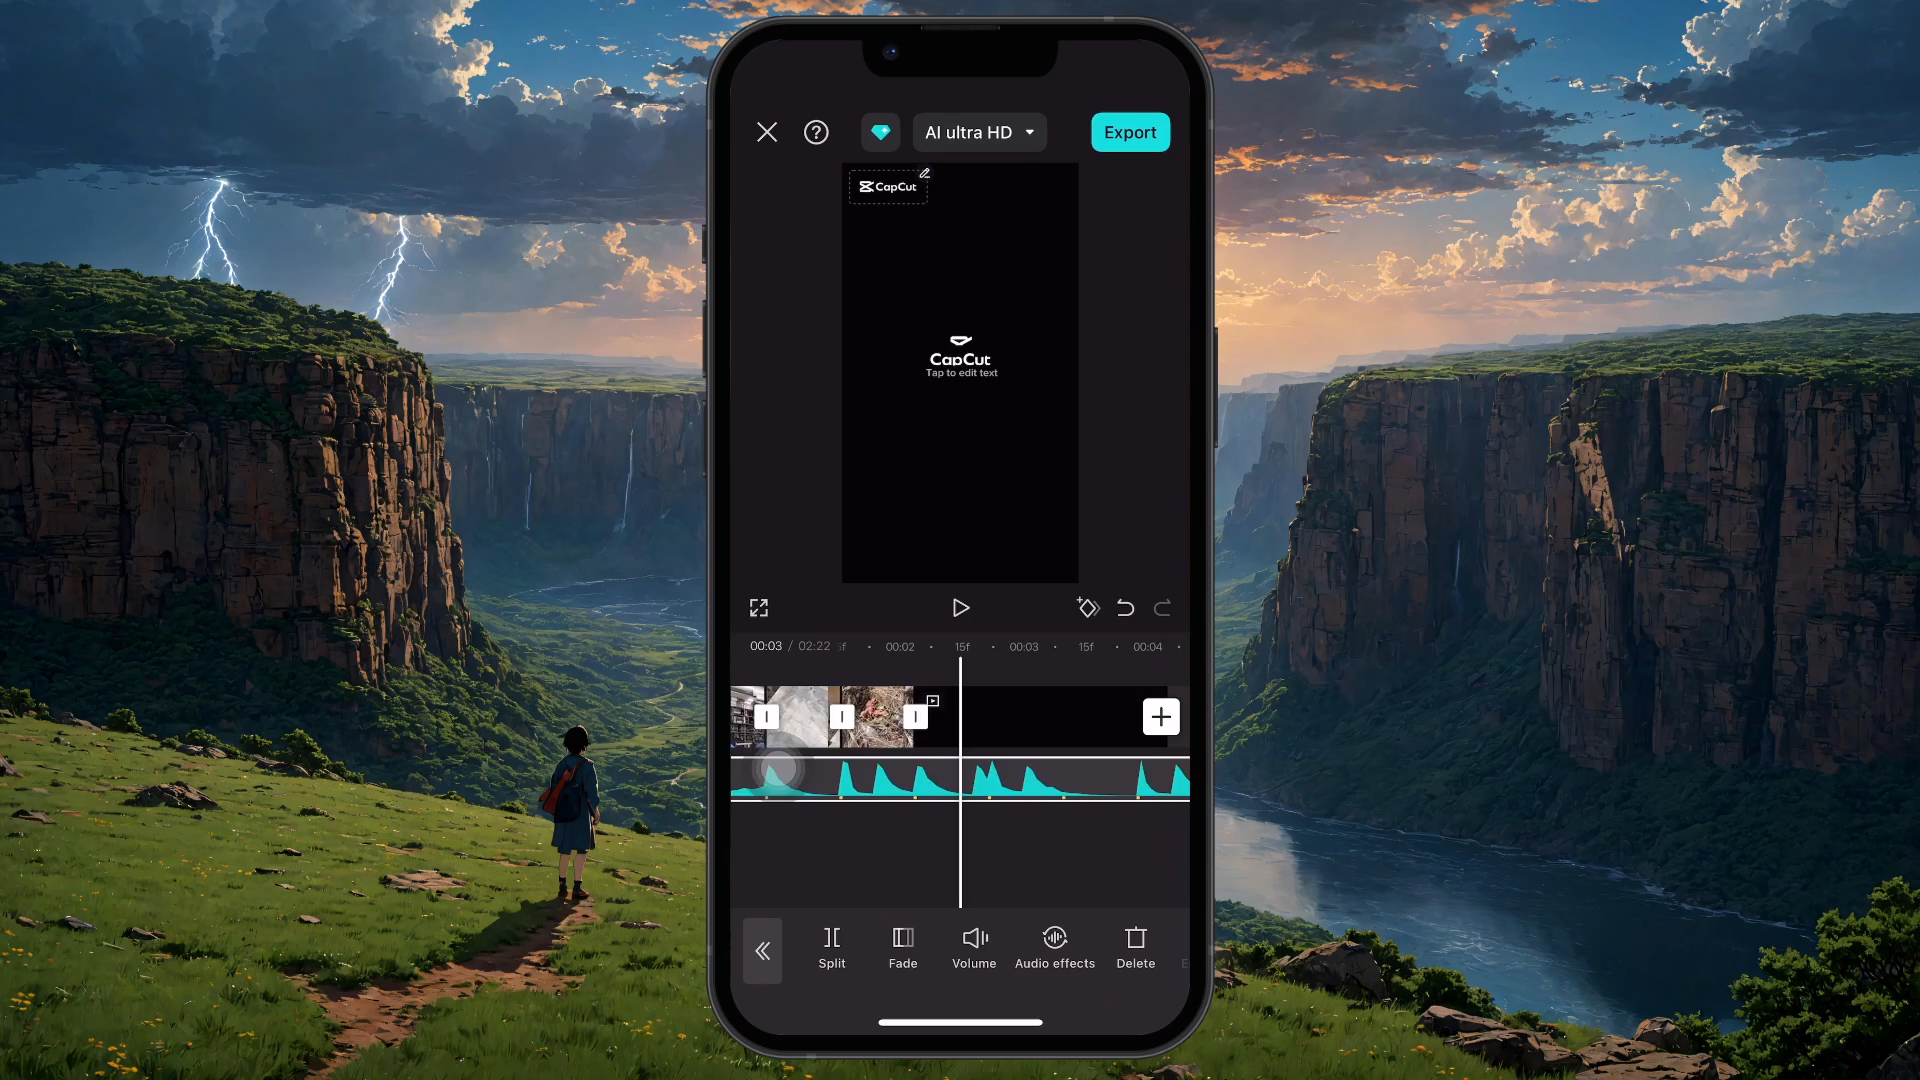 AI ultra HD
Export
CapCut
CapCut
Tap to edit text
00:03 / 02:22
00:02
15f
00:03
15f
00:04
Split
Fade
Volume
Audio effects
Delete